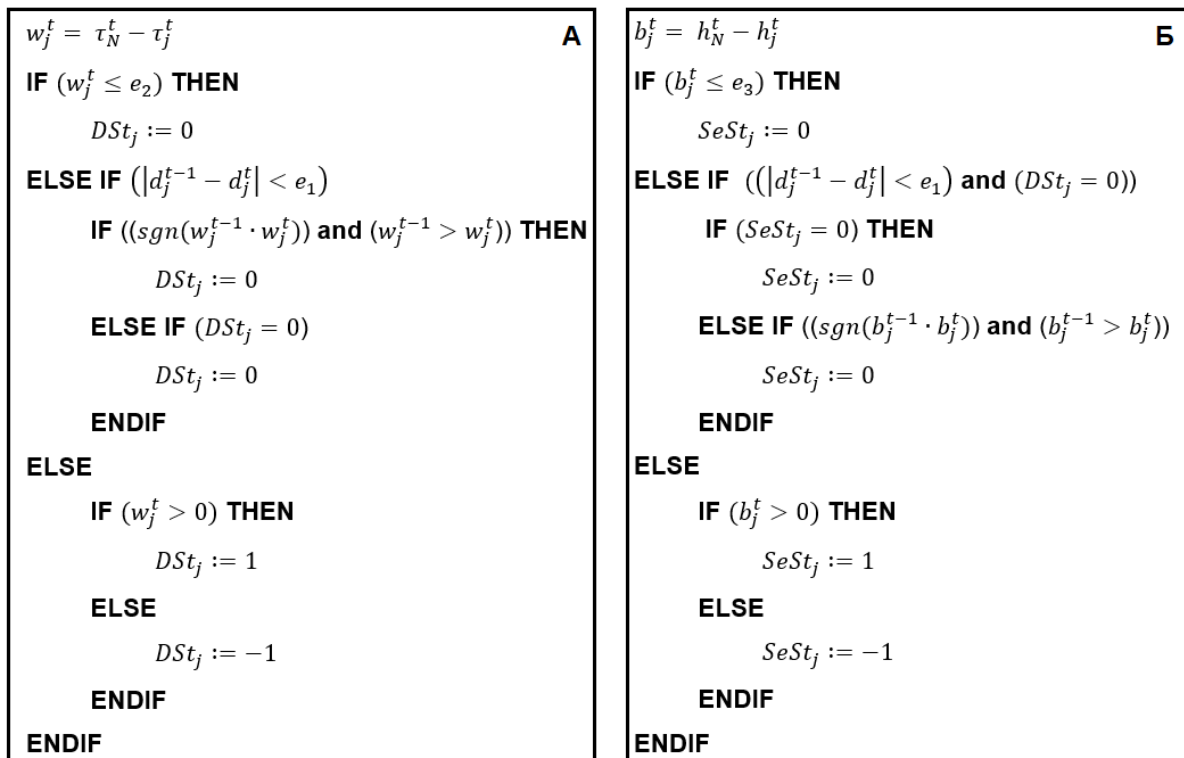 w_j^t = τ_N^t − τ_j^t
А
IF (w_j^t ≤ e_2) THEN
DSt_j := 0
ELSE IF (|d_j^{t−1} − d_j^t| < e_1)
IF ((sgn(w_j^{t−1} · w_j^t)) and (w_j^{t−1} > w_j^t)) THEN
DSt_j := 0
ELSE IF (DSt_j = 0)
DSt_j := 0
ENDIF
ELSE
IF (w_j^t > 0) THEN
DSt_j := 1
ELSE
DSt_j := −1
ENDIF
ENDIF
b_j^t = h_N^t − h_j^t
Б
IF (b_j^t ≤ e_3) THEN
SeSt_j := 0
ELSE IF ((|d_j^{t−1} − d_j^t| < e_1) and (DSt_j = 0))
IF (SeSt_j = 0) THEN
SeSt_j := 0
ELSE IF ((sgn(b_j^{t−1} · b_j^t)) and (b_j^{t−1} > b_j^t))
SeSt_j := 0
ENDIF
ELSE
IF (b_j^t > 0) THEN
SeSt_j := 1
ELSE
SeSt_j := −1
ENDIF
ENDIF